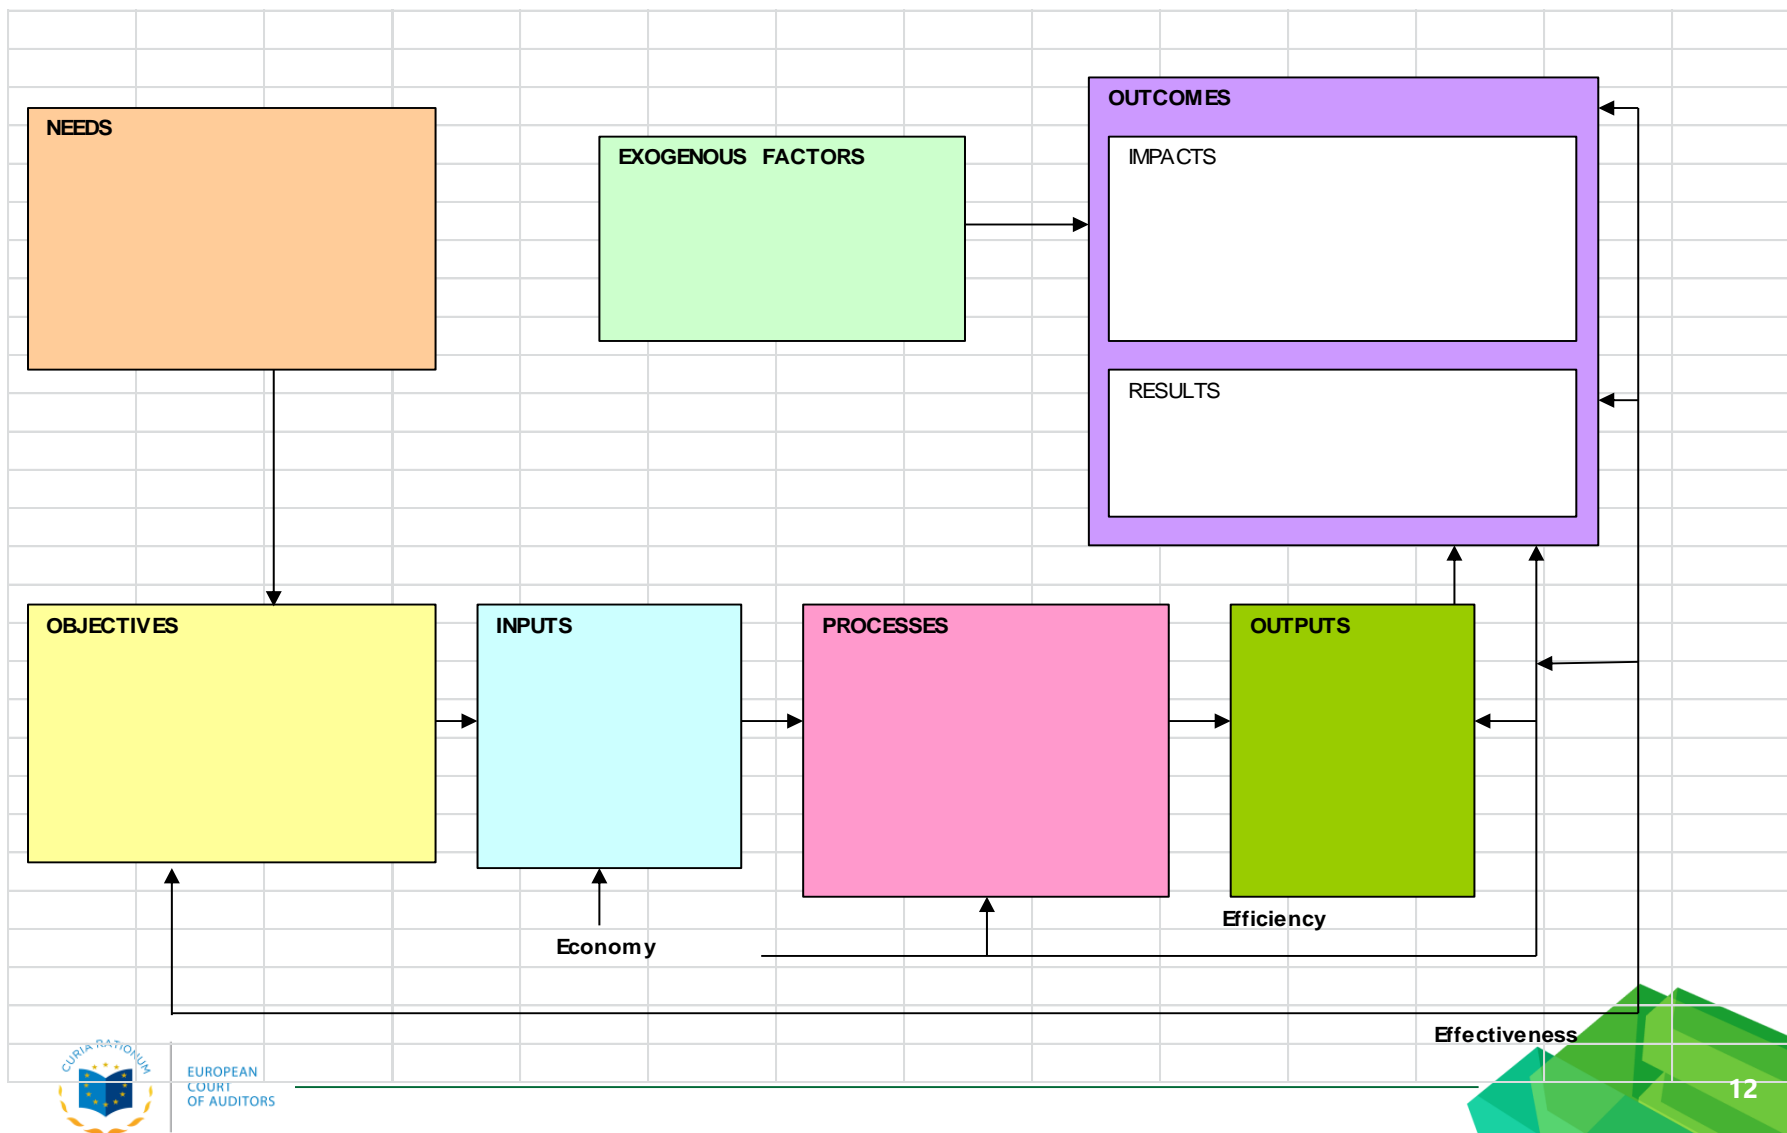 OUTCOMES
NEEDS
EXOGENOUS FACTORS
IMPACTS
RESULTS
OBJECTIVES
INPUTS
PROCESSES
OUTPUTS
Efficiency
Economy
Effectiveness
CURIA RATIONUM
EUROPEAN
COURT
OF AUDITORS
12